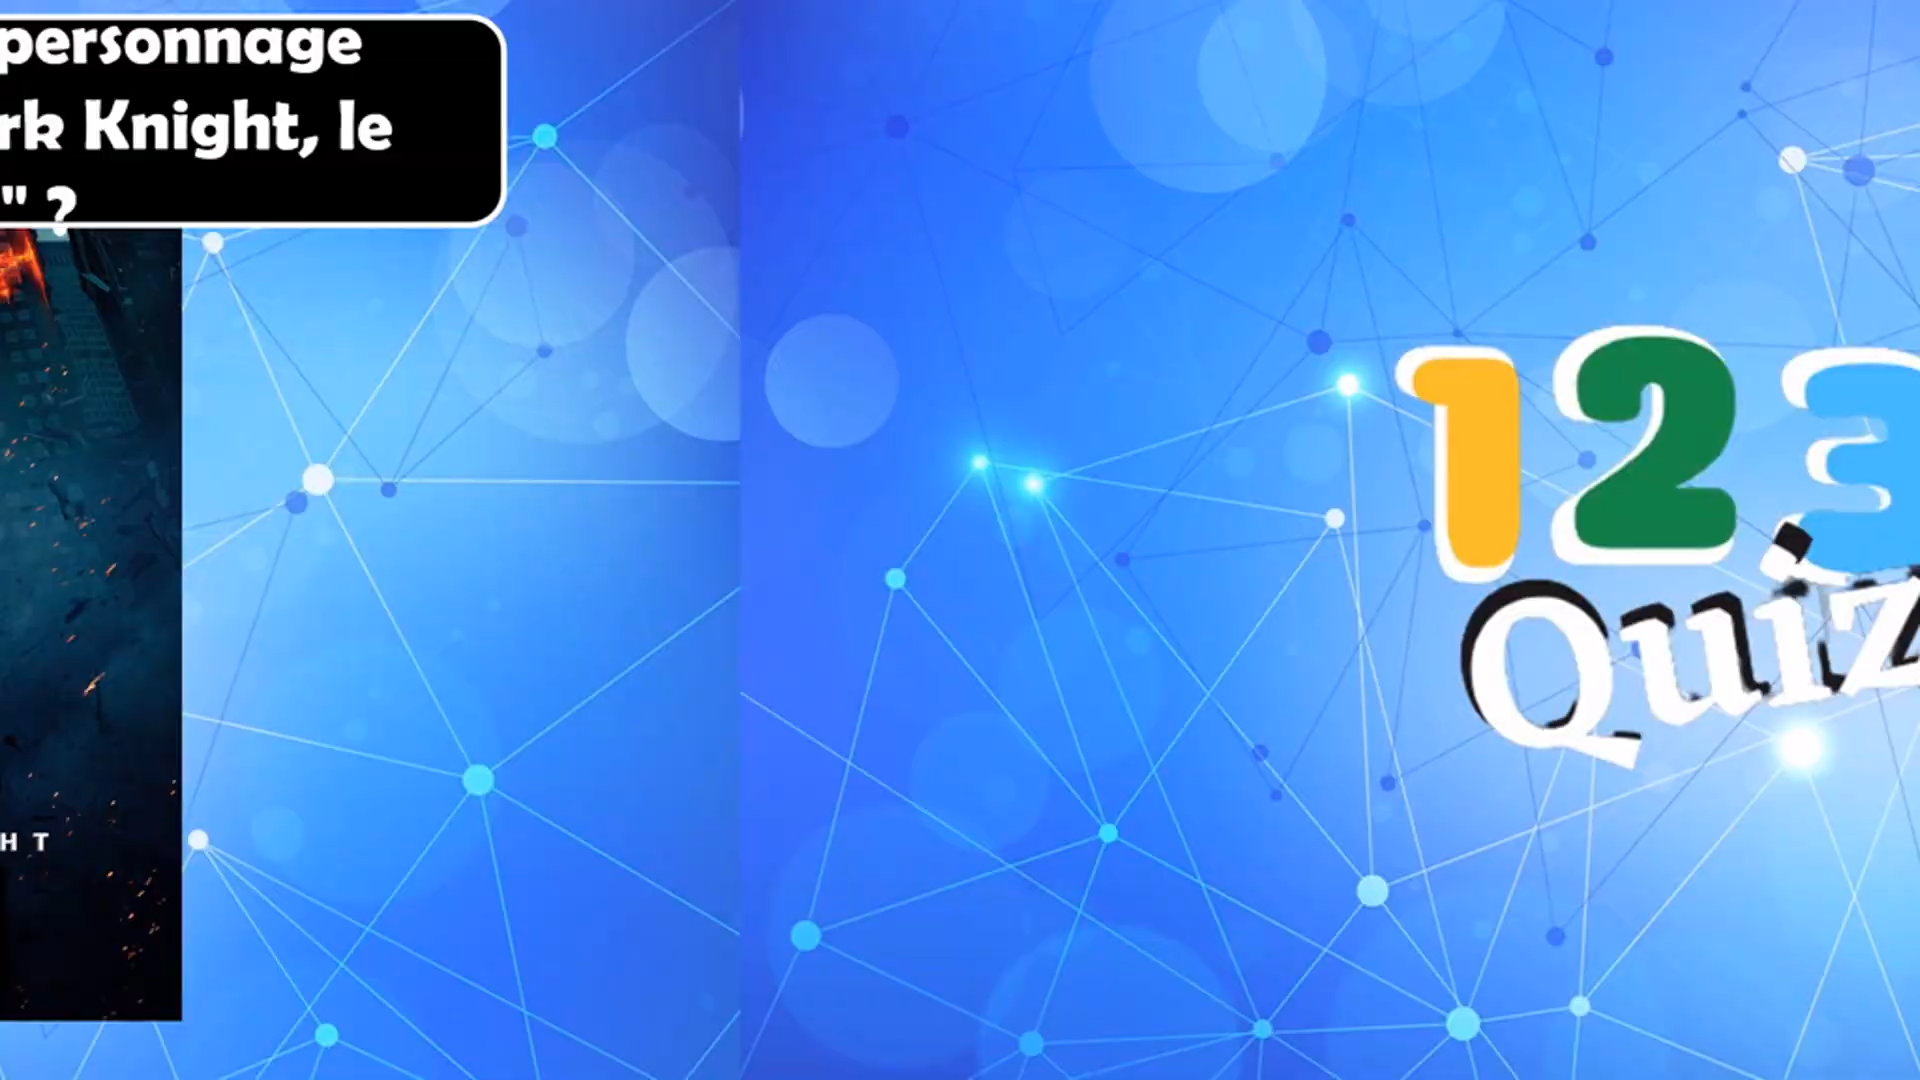 personnage
rk Knight, le
" ?
H T
123
Quiz